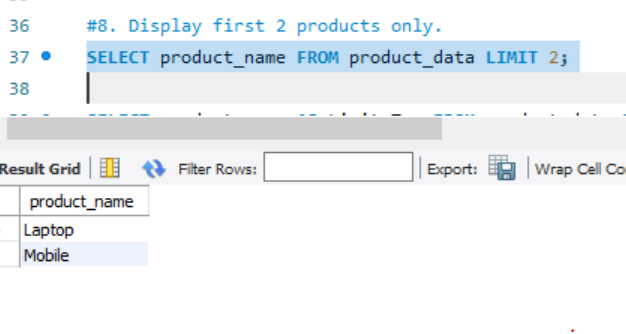 36 #8. Display first 2 products only.
37 SELECT product_name FROM product_data LIMIT 2;
38
Result Grid Filter Rows: Export: Wrap Cell Co
product_name
Laptop
Mobile